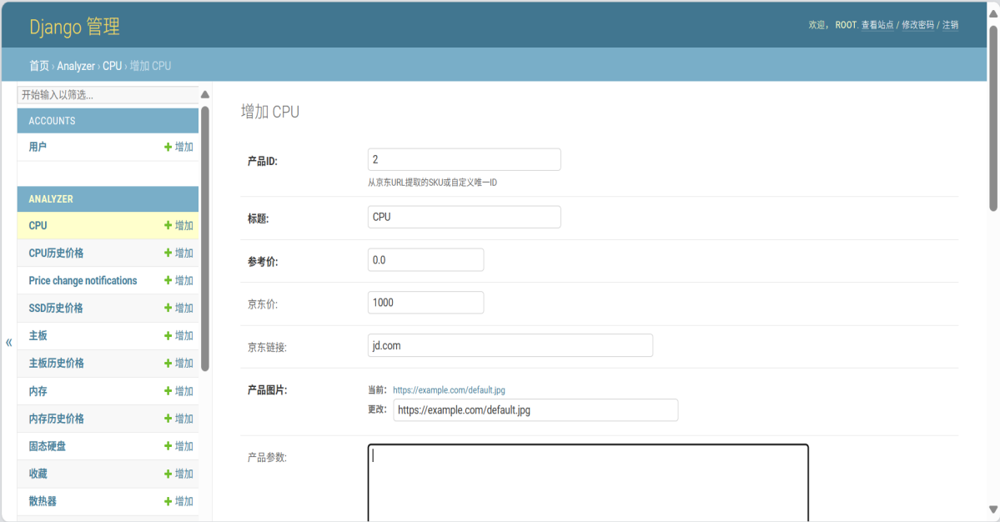 Django 管理
欢迎， ROOT. 查看站点 / 修改密码 / 注销
首页 › Analyzer › CPU › 增加 CPU
开始输入以筛选...
ACCOUNTS
用户 增加
ANALYZER
CPU 增加
CPU历史价格 增加
Price change notifications 增加
SSD历史价格 增加
主板 增加
主板历史价格 增加
内存 增加
内存历史价格 增加
固态硬盘 增加
收藏 增加
散热器 增加
«
增加 CPU
产品ID: 2
从京东URL提取的SKU或自定义唯一ID
标题: CPU
参考价: 0.0
京东价: 1000
京东链接: jd.com
产品图片: 当前： https://example.com/default.jpg
更改： https://example.com/default.jpg
产品参数: